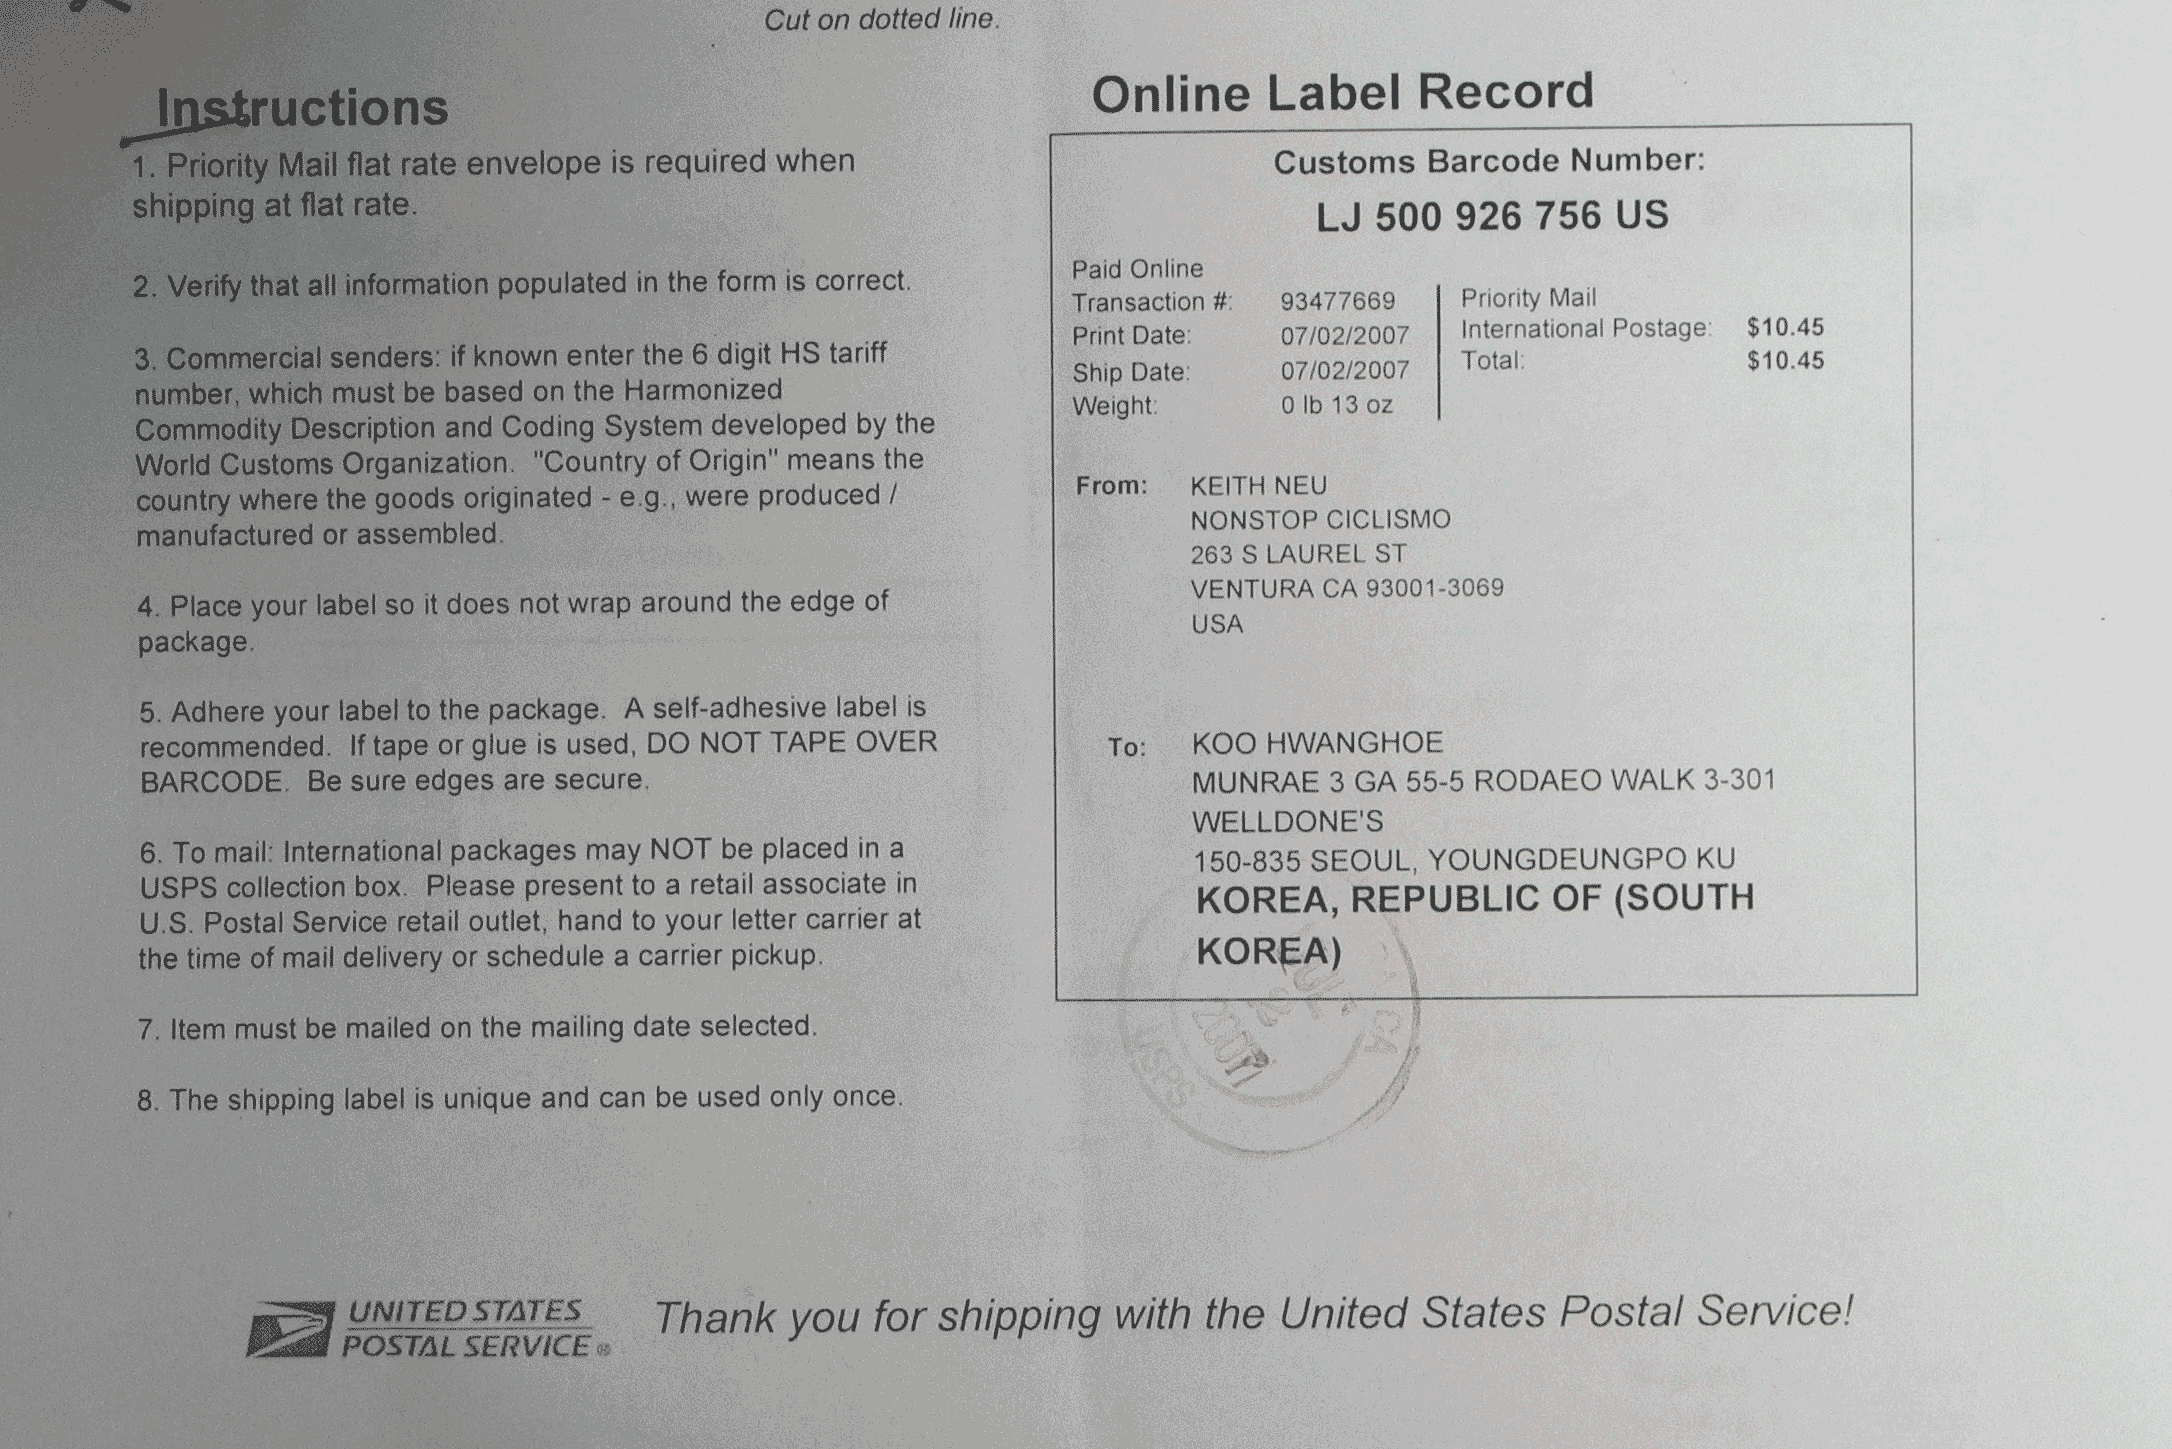 Cut on dotted line.
Instructions
1. Priority Mail flat rate envelope is required when
shipping at flat rate.
2. Verify that all information populated in the form is correct.
3. Commercial senders: if known enter the 6 digit HS tariff
number, which must be based on the Harmonized
Commodity Description and Coding System developed by the
World Customs Organization. "Country of Origin" means the
country where the goods originated - e.g., were produced /
manufactured or assembled.
4. Place your label so it does not wrap around the edge of
package.
5. Adhere your label to the package. A self-adhesive label is
recommended. If tape or glue is used, DO NOT TAPE OVER
BARCODE. Be sure edges are secure.
6. To mail: International packages may NOT be placed in a
USPS collection box. Please present to a retail associate in
U.S. Postal Service retail outlet, hand to your letter carrier at
the time of mail delivery or schedule a carrier pickup.
7. Item must be mailed on the mailing date selected.
8. The shipping label is unique and can be used only once.
Online Label Record
Customs Barcode Number:
LJ 500 926 756 US
Paid Online
Transaction #: 93477669
Print Date: 07/02/2007
Ship Date: 07/02/2007
Weight: 0 lb 13 oz
Priority Mail
International Postage: $10.45
Total: $10.45
From: KEITH NEU
NONSTOP CICLISMO
263 S LAUREL ST
VENTURA CA 93001-3069
USA
To: KOO HWANGHOE
MUNRAE 3 GA 55-5 RODAEO WALK 3-301
WELLDONE'S
150-835 SEOUL, YOUNGDEUNGPO KU
KOREA, REPUBLIC OF (SOUTH
KOREA)
CA
2007
USPS
UNITED STATES
POSTAL SERVICE ®
Thank you for shipping with the United States Postal Service!